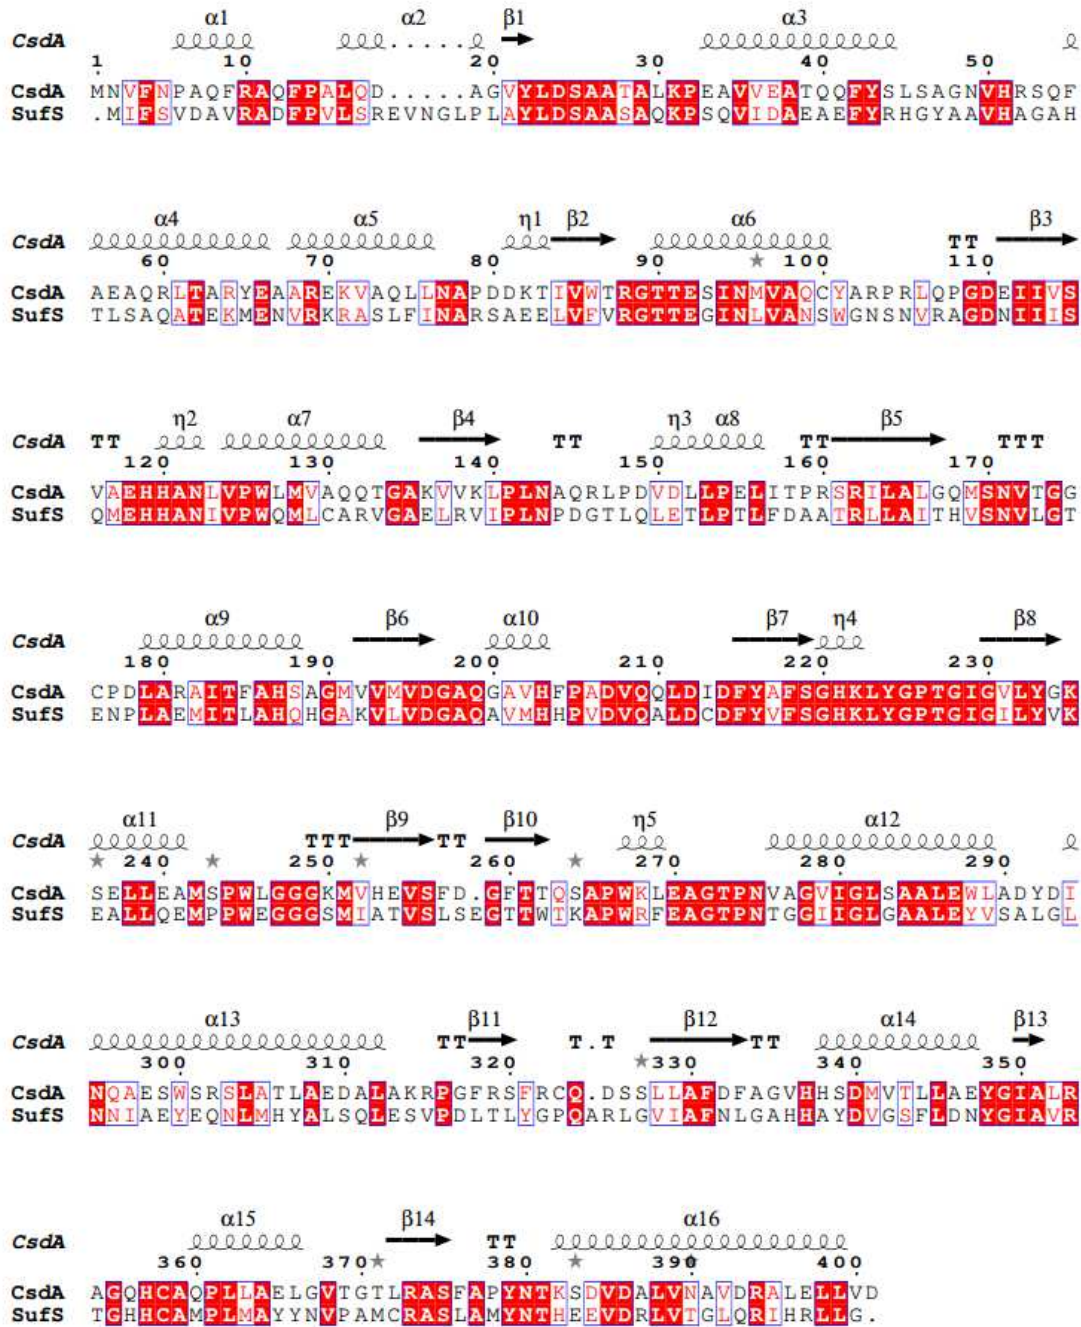 α1 α2 β1 α3
CsdA
1 10 20 30 40 50
CsdA MNVFNPAQFRAQFPALQD.....AGVYLDSAATALKPEAVVEATQQFYSLSAGNVHRSQF
SufS .MIFSVDAVRADFPVLSREVNGLPLAYLDSAASAQKPSQVIDAEAEFYRHGYAAVHAGAH
α4 α5 η1 β2 α6 β3
CsdA TT
60 70 80 90 ★ 100 110
CsdA AEAQRLTARYEAAREKVAQLLNAPDDKTIVWTRGTTESINMVAQCYARPRLQPGDEIIVS
SufS TLSAQATEKMENVRKRASLFINARSAEELVFVRGTTEGINLVANSWGNSNVRAGDNIIIS
η2 α7 β4 η3 α8 β5
CsdA TT TT TT TTT
120 130 140 150 160 170
CsdA VAEHHANLVPWLMVAQQTGAKVVKLPLNAQRLPDVDLLPELITPRSRILALGQMSNVTGG
SufS QMEHHANIVPWQMLCARVGAELRVIPLNPDGTLQLETLPTLFDAATRLLAITHVSNVLGT
α9 β6 α10 β7 η4 β8
CsdA
180 190 200 210 220 230
CsdA CPDLARAITFAHSAGMVVMVDGAQGAVHFPADVQQLDIDFYAFSGHKLYGPTGIGVLYGK
SufS ENPLAEMITLAHQHGAKVLVDGAQAVMHHPVDVQALDCDFYVFSGHKLYGPTGIGILYVK
α11 β9 β10 η5 α12
CsdA TTT TT
★ 240 ★ 250 ★ 260 ★ 270 280 290
CsdA SELLEAMSPWLGGGKMVHEVSFD.GFTTQSAPWKLEAGTPNVAGVIGLSAALEWLADYDI
SufS EALLQEMPPWEGGGSMIATVSLSEGTTWTKAPWRFEAGTPNTGGIIGLGAALEYVSALGL
α13 β11 β12 α14 β13
CsdA TT T.T TT
300 310 320 ★ 330 340 350
CsdA NQAESWSRSLATLAEDALAKRPGFRSFRCQ.DSSLLAFDFAGVHHSDMVTLLAEYGIALR
SufS NNIAEYEQNLMHYALSQLESVPDLTLYGPQARLGVIAFNLGAHHAYDVGSFLDNYGIAVR
α15 β14 α16
CsdA TT
360 370 ★ 380 ★ 390 400
CsdA AGQHCAQPLLAELGVTGTLRASFAPYNTKSDVDALVNAVDRALELLVD
SufS TGHHCAMPLMAYYNVPAMCRASLAMYNTHEEVDRLVTGLQRIHRLLG.